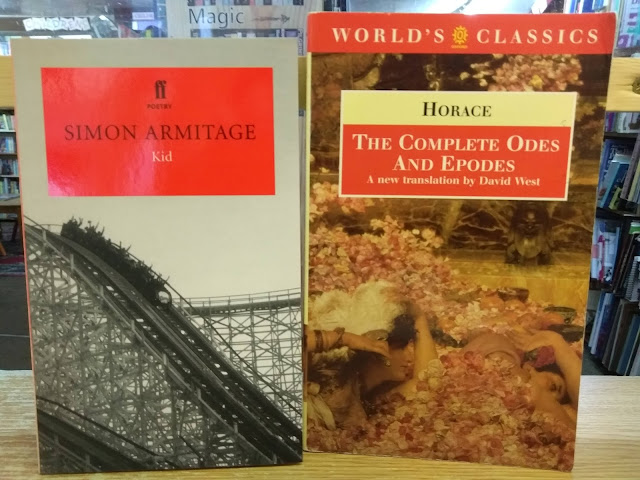 Magic
ff
POETRY
SIMON ARMITAGE
Kid
WORLD'S CLASSICS
HORACE
THE COMPLETE ODES
AND EPODES
A new translation by David West